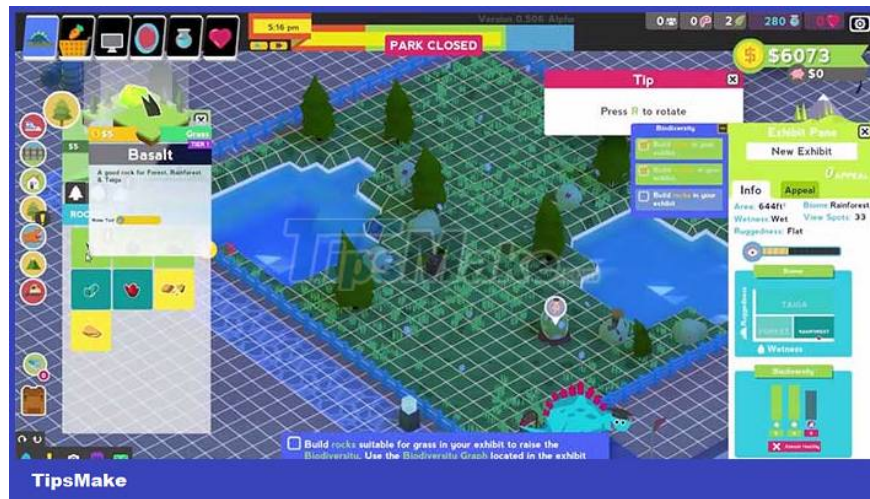 Version 0.506 Alpha
5:16 pm
PARK CLOSED
0
0
2
280
0
$6073
$0
Tip
Press R to rotate
Biodiversity
Build rocks in your exhibit
Exhibit Pane
New Exhibit
0 APPEAL
Info
Appeal
Area: 644ft²
Biome Rainforest
Wetness: Wet
View Spots: 33
Ruggedness: Flat
Biome
Ruggedness
TAIGA
FOREST
RAINFOREST
Wetness
Biodiversity
$5
Grass
TIER 1
Basalt
A good rock for Forest, Rainforest
& Taiga
$5
TipsMake
Build rocks suitable for grass in your exhibit to raise the
Biodiversity. Use the Biodiversity Graph located in the exhibit
TipsMake